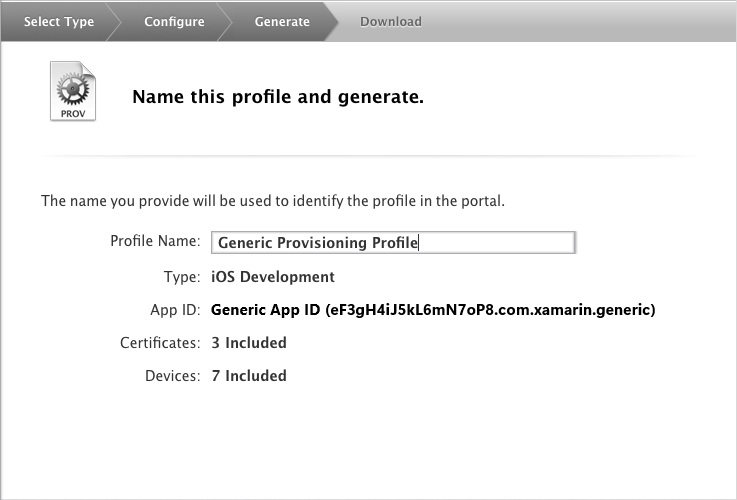 Select Type Configure Generate Download
PROV
Name this profile and generate.
The name you provide will be used to identify the profile in the portal.
Profile Name: Generic Provisioning Profile
Type: iOS Development
App ID: Generic App ID (eF3gH4iJ5kL6mN7oP8.com.xamarin.generic)
Certificates: 3 Included
Devices: 7 Included